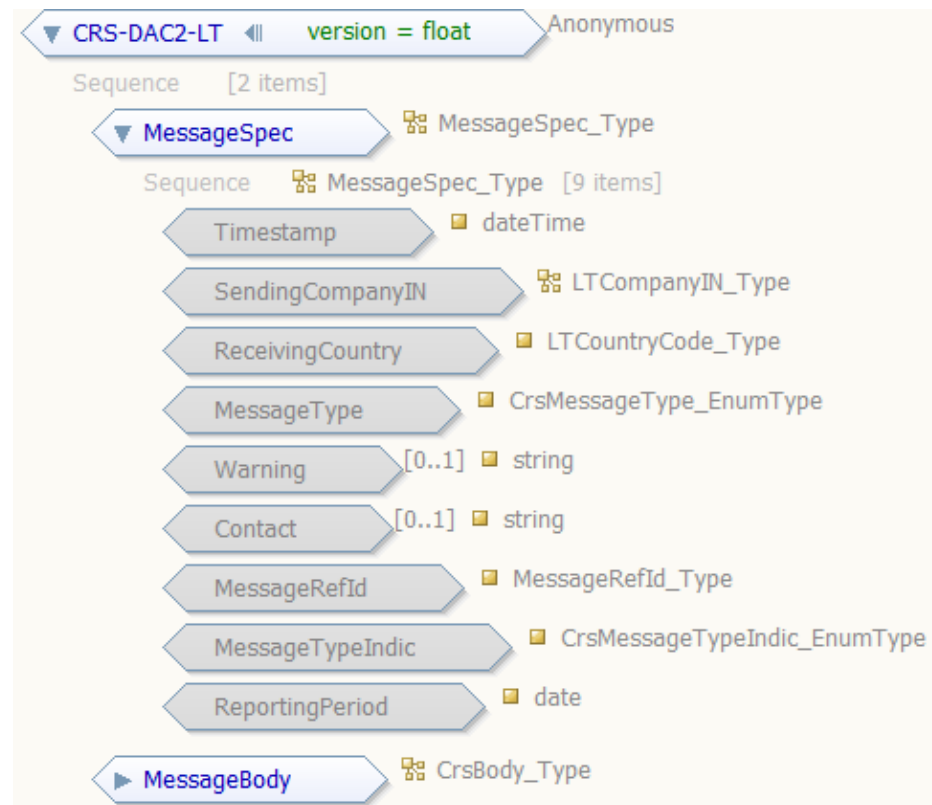 CRS-DAC2-LT version = float Anonymous
Sequence [2 items]
MessageSpec MessageSpec_Type
Sequence MessageSpec_Type [9 items]
Timestamp dateTime
SendingCompanyIN LTCompanyIN_Type
ReceivingCountry LTCountryCode_Type
MessageType CrsMessageType_EnumType
Warning [0..1] string
Contact [0..1] string
MessageRefId MessageRefId_Type
MessageTypeIndic CrsMessageTypeIndic_EnumType
ReportingPeriod date
MessageBody CrsBody_Type